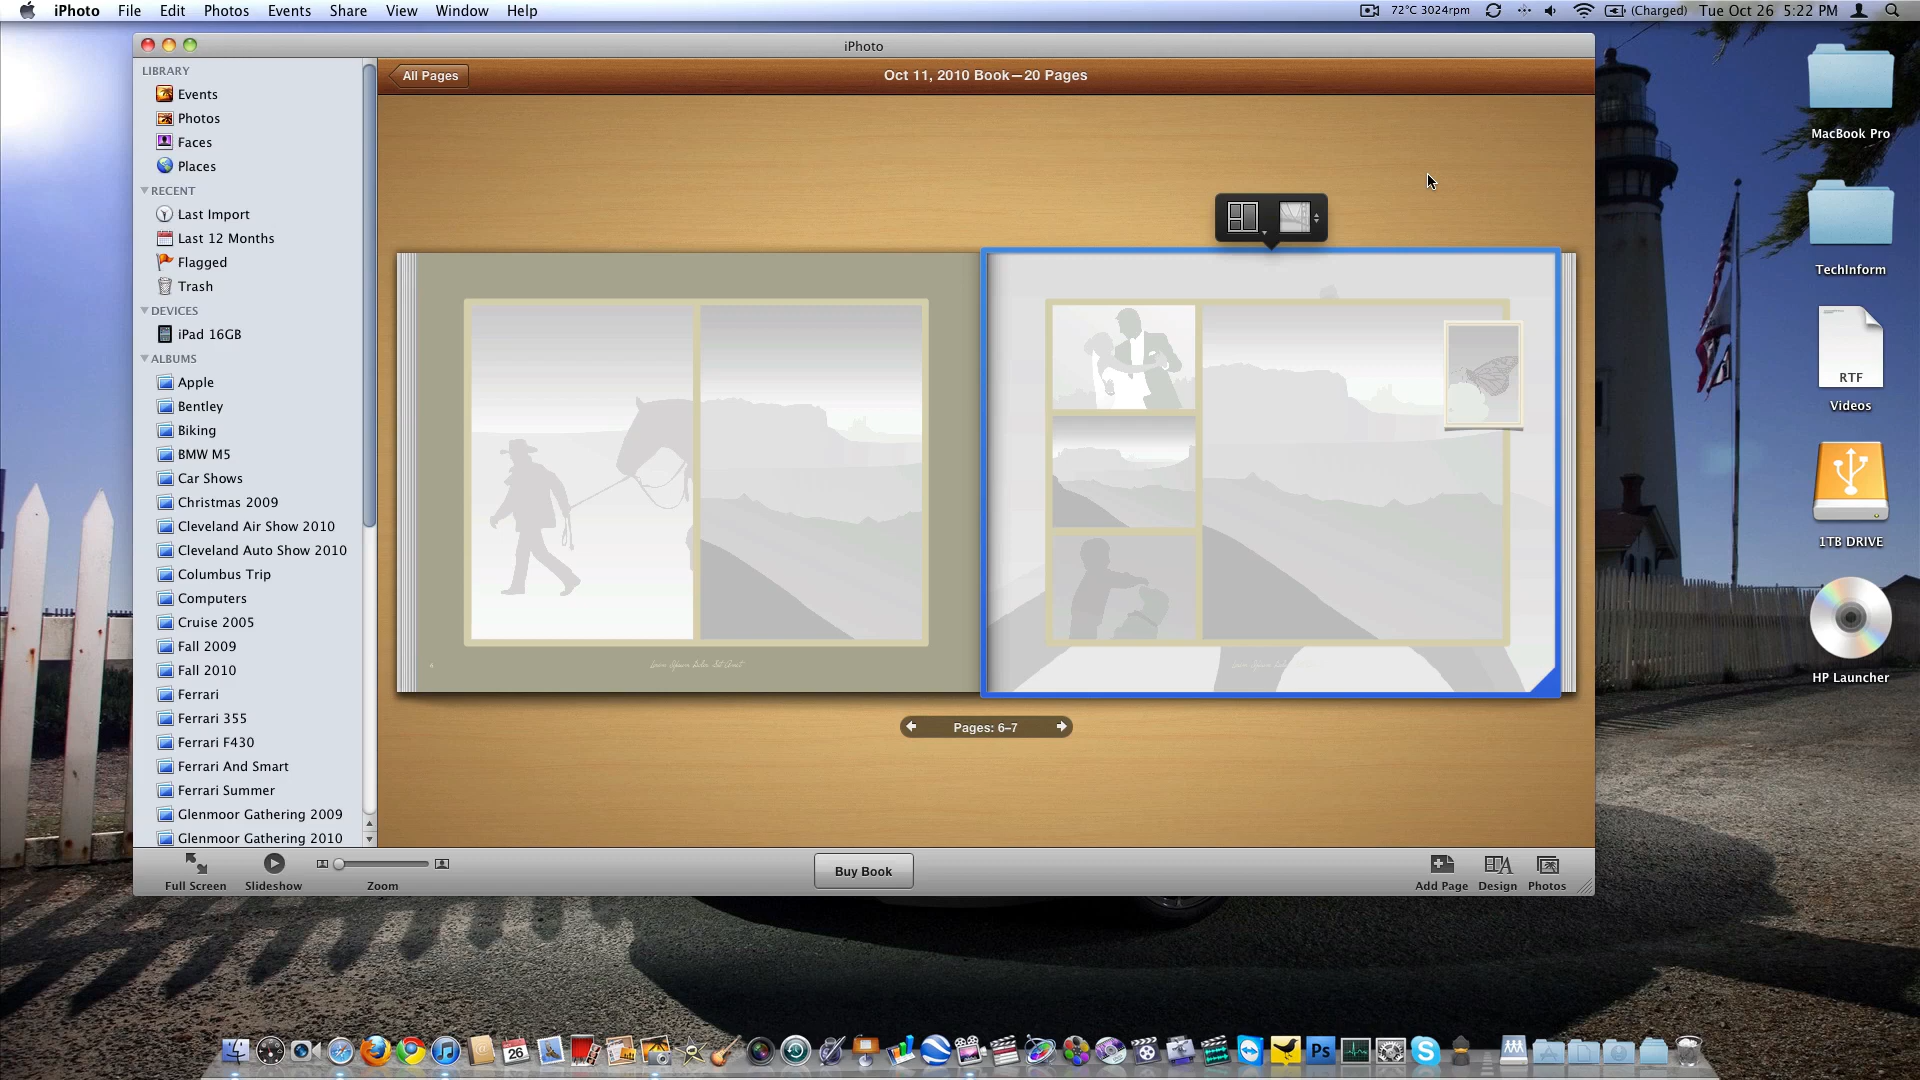 iPhoto File Edit Photos Events Share View Window Help
72°C 3024rpm (Charged) Tue Oct 26 5:22 PM
iPhoto
LIBRARY
Events
Photos
Faces
Places
RECENT
Last Import
Last 12 Months
Flagged
Trash
DEVICES
iPad 16GB
ALBUMS
Apple
Bentley
Biking
BMW M5
Car Shows
Christmas 2009
Cleveland Air Show 2010
Cleveland Auto Show 2010
Columbus Trip
Computers
Cruise 2005
Fall 2009
Fall 2010
Ferrari
Ferrari 355
Ferrari F430
Ferrari And Smart
Ferrari Summer
Glenmoor Gathering 2009
Glenmoor Gathering 2010
All Pages
Oct 11, 2010 Book—20 Pages
Pages: 6–7
Full Screen
Slideshow
Zoom
Buy Book
Add Page
Design
Photos
MacBook Pro
TechInform
RTF
Videos
1TB DRIVE
HP Launcher
26
Ps